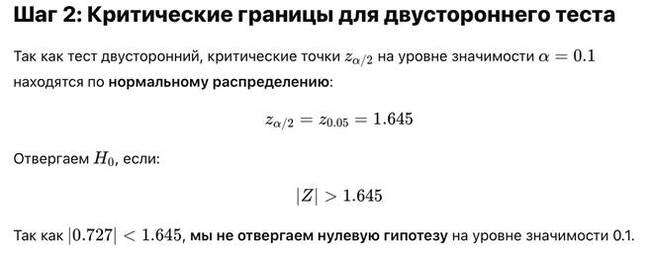 Шаг 2: Критические границы для двустороннего теста
Так как тест двусторонний, критические точки z_{α/2} на уровне значимости α = 0.1
находятся по нормальному распределению:
z_{α/2} = z_{0.05} = 1.645
Отвергаем H_0, если:
|Z| > 1.645
Так как |0.727| < 1.645, мы не отвергаем нулевую гипотезу на уровне значимости 0.1.